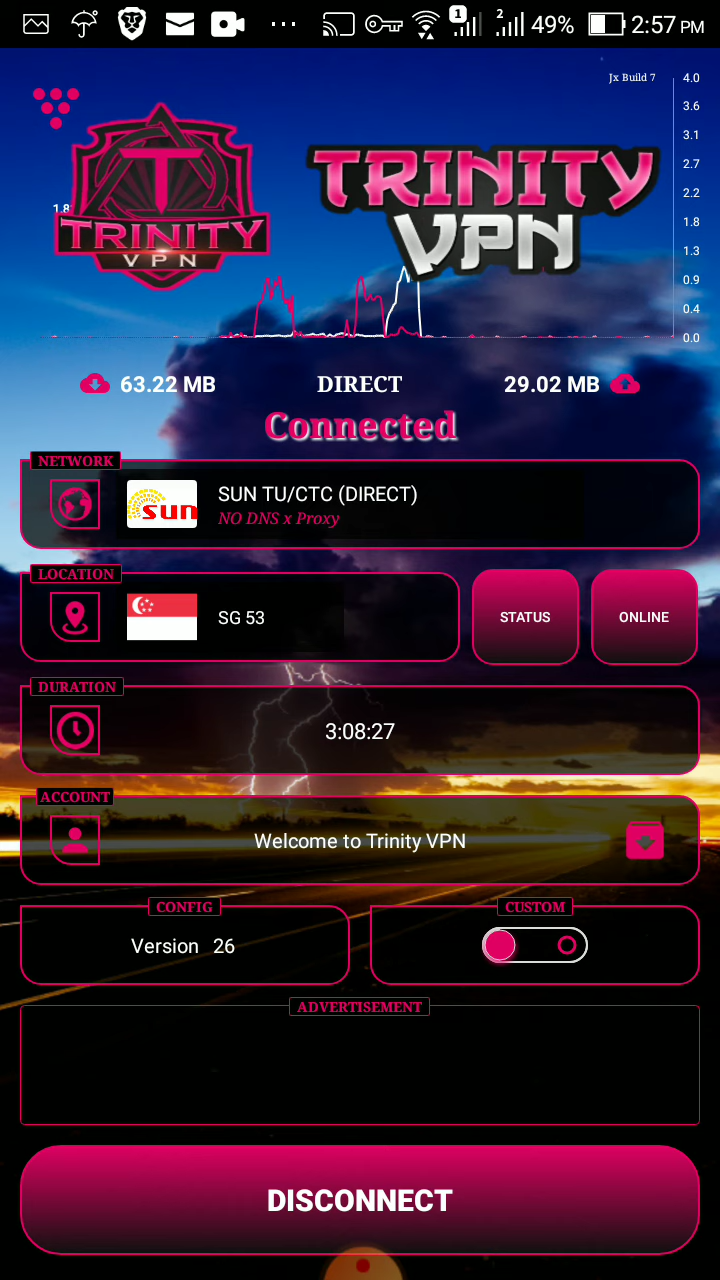 1 2 49% 2:57 PM
Jx Build 7
4.0
3.6
3.1
2.7
2.2
1.8
1.3
0.9
0.4
0.0
1.8
T
TRINITY
VPN
TRINITY
VPN
63.22 MB DIRECT 29.02 MB
Connected
NETWORK
sun
SUN TU/CTC (DIRECT)
NO DNS x Proxy
LOCATION
SG 53
STATUS
ONLINE
DURATION
3:08:27
ACCOUNT
Welcome to Trinity VPN
CONFIG
Version 26
CUSTOM
ADVERTISEMENT
DISCONNECT